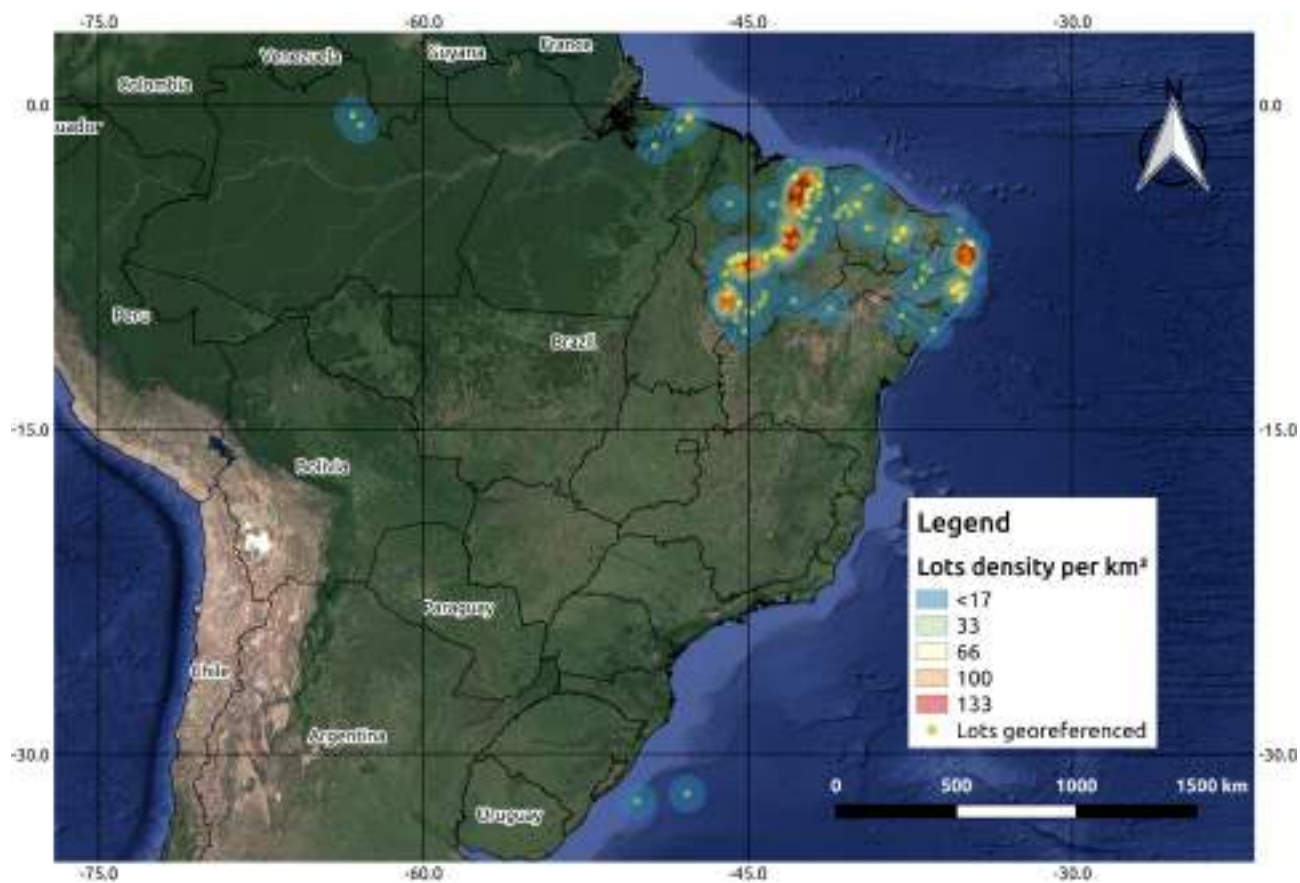 -75.0 -60.0 -45.0 -30.0
Venezuela Guyana France
Colombia
N
0.0 0.0
uador
Peru
Brazil
-15.0 -15.0
Bolivia
Legend
Lots density per km²
<17
33
66
100
133
Lots georeferenced
Paraguay
Chile
Argentina
-30.0 -30.0
0 500 1000 1500 km
Uruguay
-75.0 -60.0 -45.0 -30.0